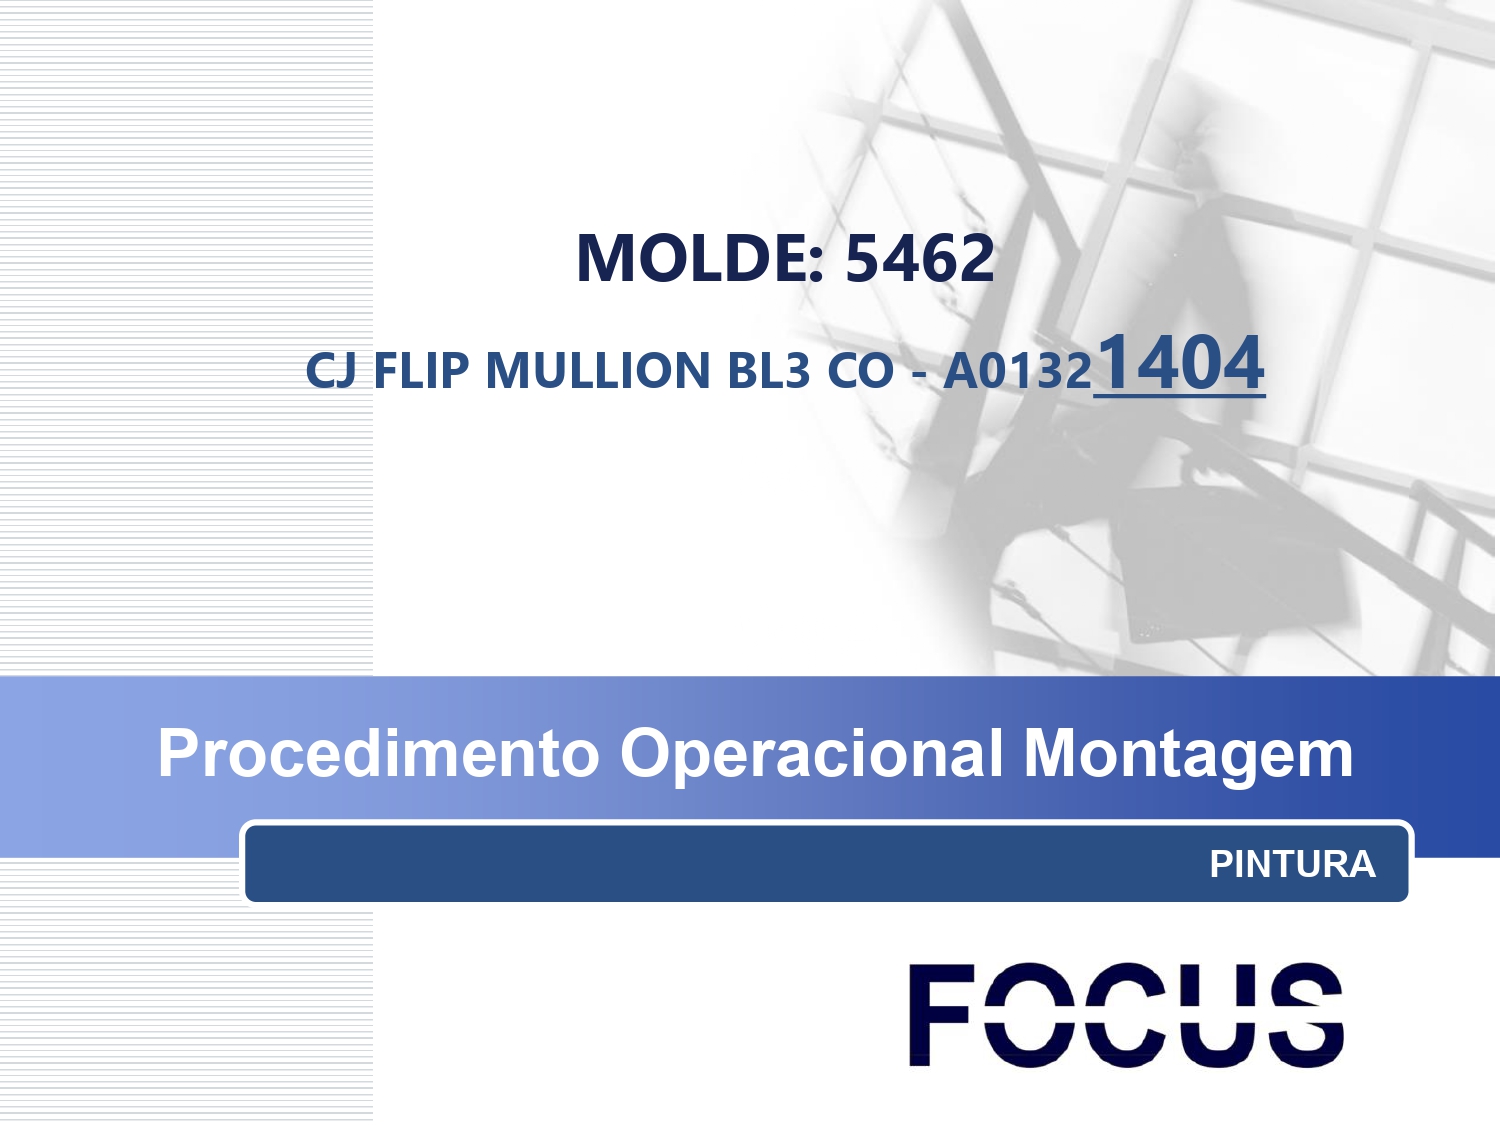 MOLDE: 5462
CJ FLIP MULLION BL3 CO - A01321404
Procedimento Operacional Montagem
PINTURA
FOCUS